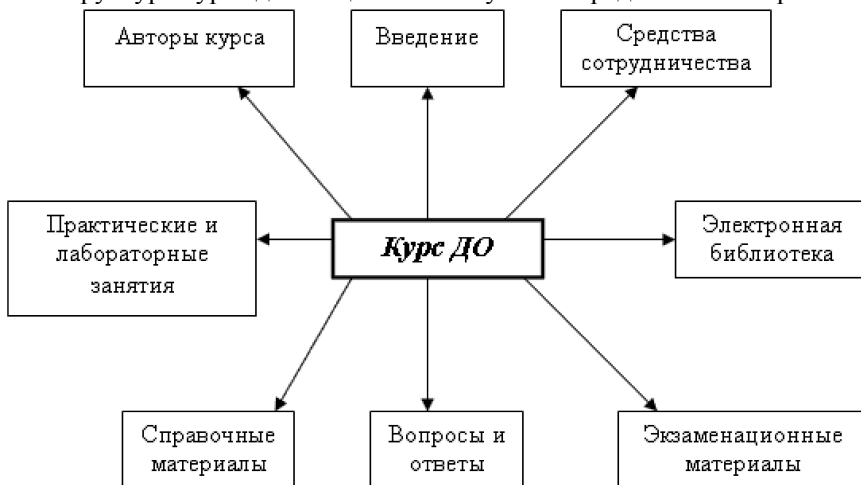 Авторы курса
Введение
Средства
сотрудничества
Практические и
лабораторные
занятия
Курс ДО
Электронная
библиотека
Справочные
материалы
Вопросы и
ответы
Экзаменационные
материалы